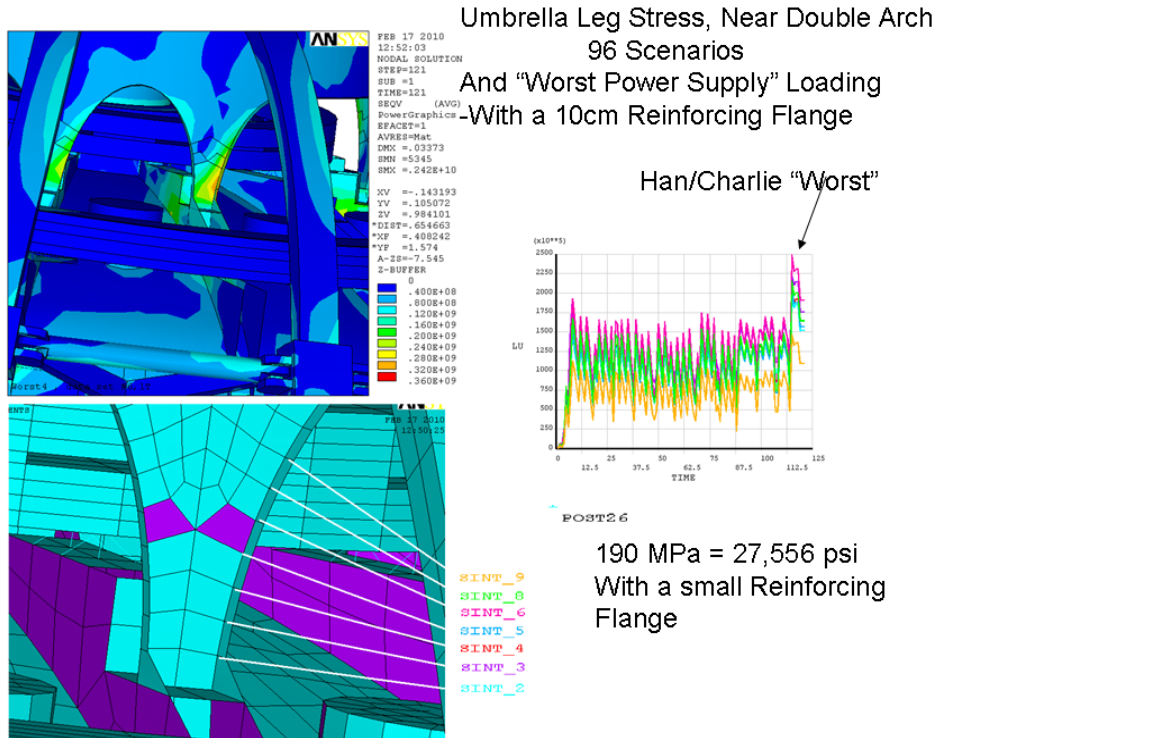 Umbrella Leg Stress, Near Double Arch
96 Scenarios
And “Worst Power Supply” Loading
-With a 10cm Reinforcing Flange
ANSYS
FEB 17 2010
12:52:03
NODAL SOLUTION
STEP=121
SUB =1
TIME=121
SEQV (AVG)
PowerGraphics
EFACET=1
AVRES=Mat
DMX =.03373
SMN =5345
SMX =.242E+10
XV =-.143193
YV =.105072
ZV =.984101
*DIST=.654663
*XF =.408242
*YF =1.574
A-ZS=-7.545
Z-BUFFER
0
.400E+08
.800E+08
.120E+09
.160E+09
.200E+09
.240E+09
.280E+09
.320E+09
.360E+09
Han/Charlie “Worst”
(x10**5)
2500
2250
2000
1750
1500
1250
1000
750
500
250
0
LU
0
12.5
25
37.5
50
62.5
75
87.5
100
112.5
125
TIME
POST26
ENTS
FEB 17 2010
12:50:25
SINT_9
SINT_8
SINT_6
SINT_5
SINT_4
SINT_3
SINT_2
190 MPa = 27,556 psi
With a small Reinforcing
Flange